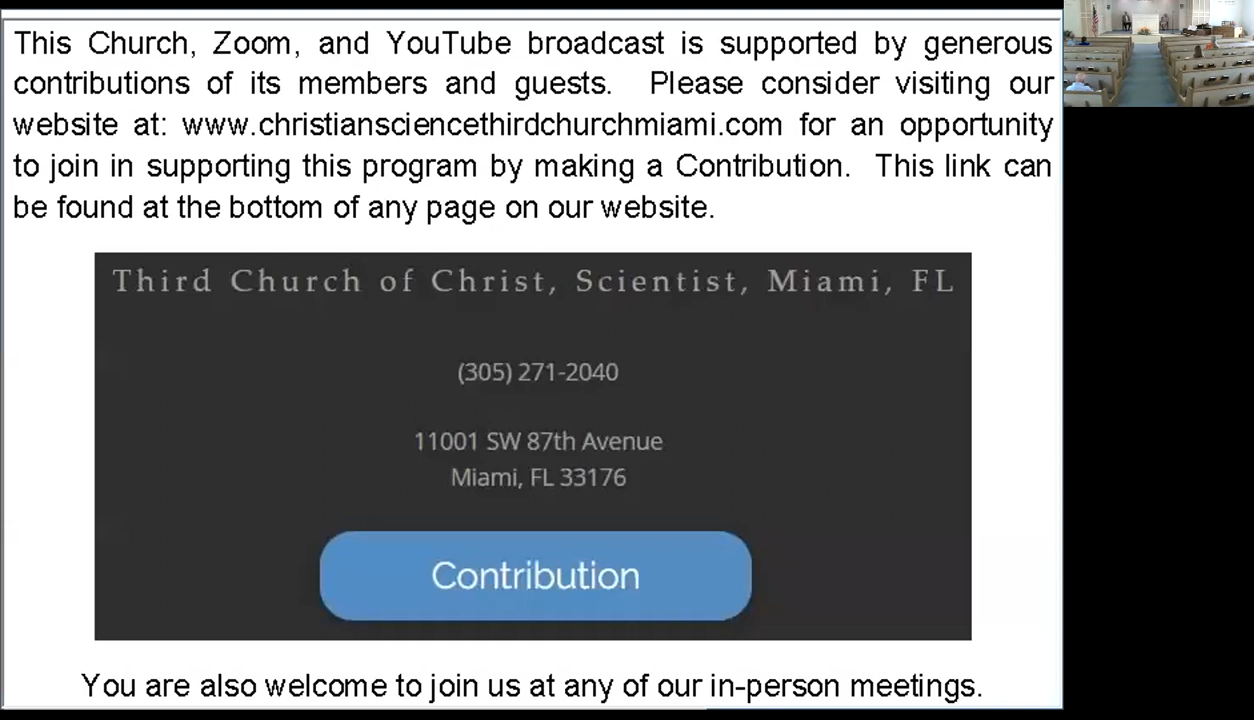 This Church, Zoom, and YouTube broadcast is supported by generous
contributions of its members and guests. Please consider visiting our
website at: www.christiansciencethirdchurchmiami.com for an opportunity
to join in supporting this program by making a Contribution. This link can
be found at the bottom of any page on our website.
Third Church of Christ, Scientist, Miami, FL
(305) 271-2040
11001 SW 87th Avenue
Miami, FL 33176
Contribution
You are also welcome to join us at any of our in-person meetings.